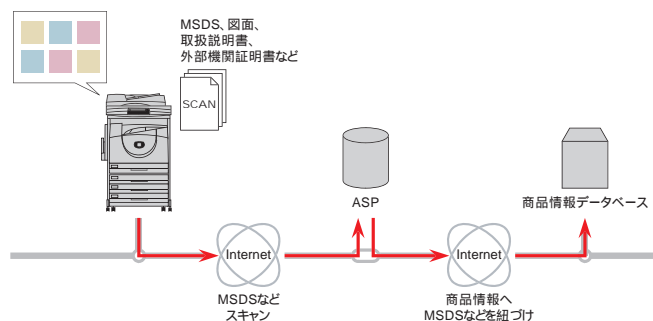 MSDS、図面、
取扱説明書、
外部機関証明書など
SCAN
ASP
商品情報データベース
Internet
Internet
MSDSなど
スキャン
商品情報へ
MSDSなどを紐づけ